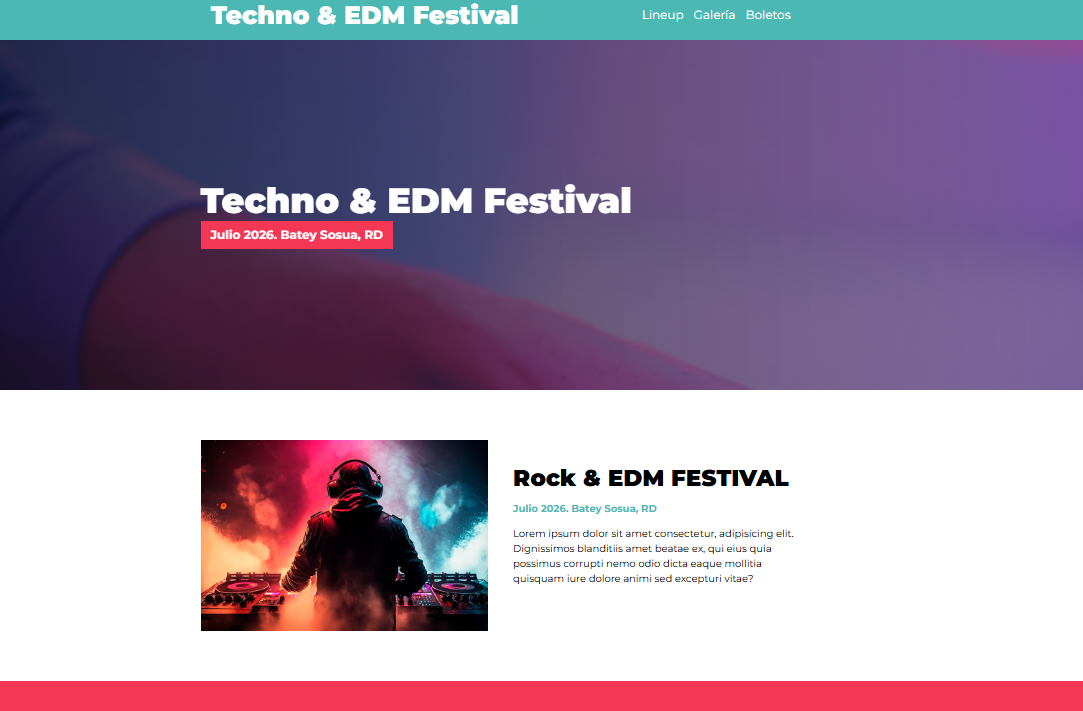 Techno & EDM Festival
Lineup Galería Boletos
Techno & EDM Festival
Julio 2026. Batey Sosua, RD
Rock & EDM FESTIVAL
Julio 2026. Batey Sosua, RD
Lorem ipsum dolor sit amet consectetur, adipisicing elit.
Dignissimos blanditiis amet beatae ex, qui eius quia
possimus corrupti nemo odio dicta eaque mollitia
quisquam iure dolore animi sed excepturi vitae?